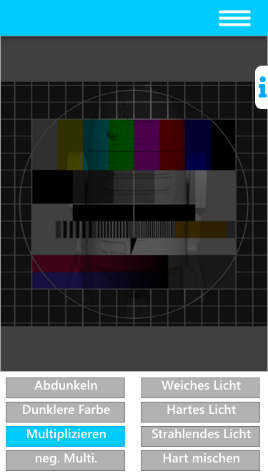 Abdunkeln
Weiches Licht
Dunklere Farbe
Hartes Licht
Multiplizieren
Strahlendes Licht
neg. Multi.
Hart mischen